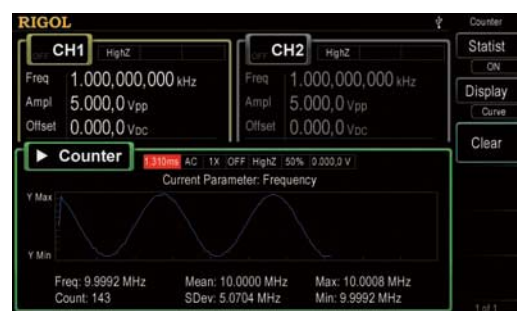 RIGOL
Counter
OFF CH1 HighZ
Freq 1.000,000,000 kHz
Ampl 5.000,0 Vpp
Offset 0.000,0 VDC
OFF CH2 HighZ
Freq 1.000,000,000 kHz
Ampl 5.000,0 Vpp
Offset 0.000,0 VDC
Statist
ON
Display
Curve
Clear
Counter 1.310ms AC 1X OFF HighZ 50% 0.000,0 V
Current Parameter: Frequency
Y Max
Y Min
Freq: 9.9992 MHz Mean: 10.0000 MHz Max: 10.0008 MHz
Count: 143 SDev: 5.0704 MHz Min: 9.9992 MHz
1 of 1